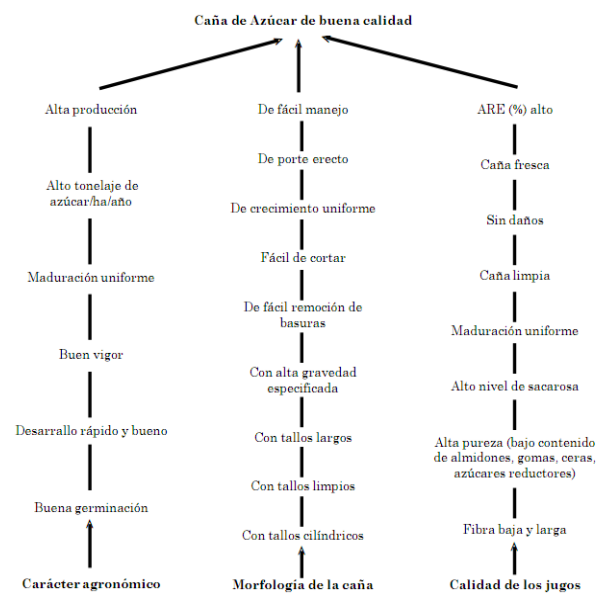 Caña de Azúcar de buena calidad
Alta producción
Alto tonelaje de
azúcar/ha/año
Maduración uniforme
Buen vigor
Desarrallo rápido y bueno
Buena germinación
Carácter agronómico
De fácil manejo
De porte erecto
De crecimiento uniforme
Fácil de cortar
De fácil remoción de
basuras
Con alta gravedad
especificada
Con tallos largos
Con tallos limpios
Con tallos cilíndricos
Morfología de la caña
ARE (%) alto
Caña fresca
Sin daños
Caña limpia
Maduración uniforme
Alto nivel de sacarosa
Alta pureza (bajo contenido
de almidones, gomas, ceras,
azúcares reductores)
Fibra baja y larga
Calidad de los jugos